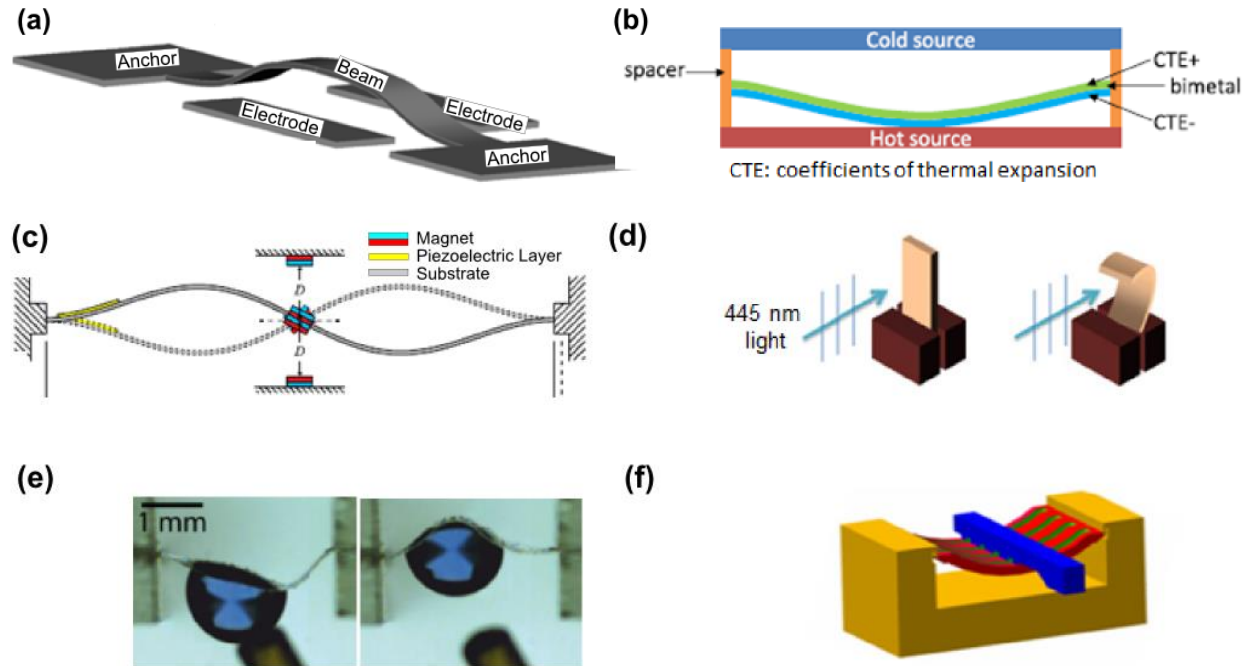 (a)
Anchor
Beam
Electrode
Electrode
Anchor
(b)
Cold source
spacer
CTE+
bimetal
CTE-
Hot source
CTE: coefficients of thermal expansion
(c)
Magnet
Piezoelectric Layer
Substrate
D
D
(d)
445 nm
light
(e)
1 mm
(f)